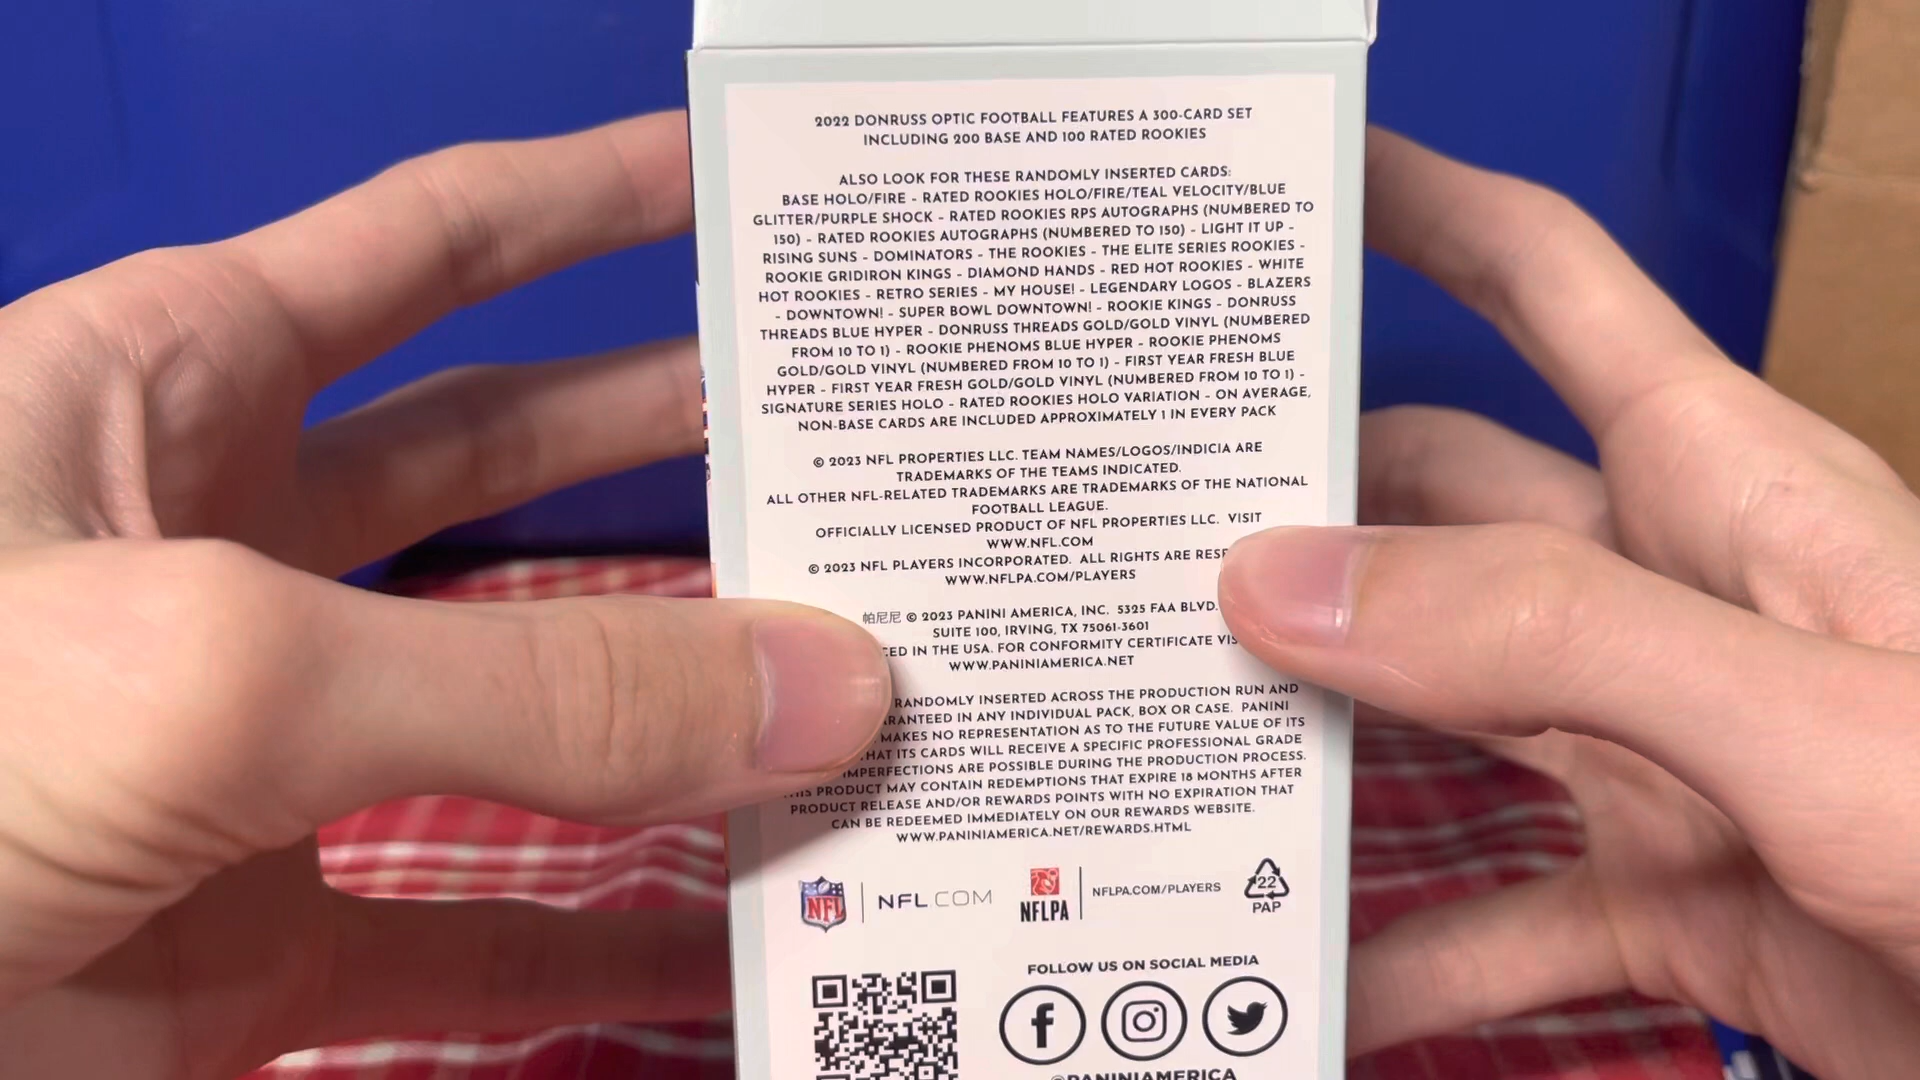 2022 DONRUSS OPTIC FOOTBALL FEATURES A 300-CARD SET
INCLUDING 200 BASE AND 100 RATED ROOKIES
ALSO LOOK FOR THESE RANDOMLY INSERTED CARDS:
BASE HOLO/FIRE - RATED ROOKIES HOLO/FIRE/TEAL VELOCITY/BLUE
GLITTER/PURPLE SHOCK - RATED ROOKIES RPS AUTOGRAPHS (NUMBERED TO
150) - RATED ROOKIES AUTOGRAPHS (NUMBERED TO 150) - LIGHT IT UP -
RISING SUNS - DOMINATORS - THE ROOKIES - THE ELITE SERIES ROOKIES -
ROOKIE GRIDIRON KINGS - DIAMOND HANDS - RED HOT ROOKIES - WHITE
HOT ROOKIES - RETRO SERIES - MY HOUSE! - LEGENDARY LOGOS - BLAZERS
- DOWNTOWN! - SUPER BOWL DOWNTOWN! - ROOKIE KINGS - DONRUSS
THREADS BLUE HYPER - DONRUSS THREADS GOLD/GOLD VINYL (NUMBERED
FROM 10 TO 1) - ROOKIE PHENOMS BLUE HYPER - ROOKIE PHENOMS
GOLD/GOLD VINYL (NUMBERED FROM 10 TO 1) - FIRST YEAR FRESH BLUE
HYPER - FIRST YEAR FRESH GOLD/GOLD VINYL (NUMBERED FROM 10 TO 1) -
SIGNATURE SERIES HOLO - RATED ROOKIES HOLO VARIATION - ON AVERAGE,
NON-BASE CARDS ARE INCLUDED APPROXIMATELY 1 IN EVERY PACK
© 2023 NFL PROPERTIES LLC. TEAM NAMES/LOGOS/INDICIA ARE
TRADEMARKS OF THE TEAMS INDICATED.
ALL OTHER NFL-RELATED TRADEMARKS ARE TRADEMARKS OF THE NATIONAL
FOOTBALL LEAGUE.
OFFICIALLY LICENSED PRODUCT OF NFL PROPERTIES LLC. VISIT
WWW.NFL.COM
© 2023 NFL PLAYERS INCORPORATED. ALL RIGHTS ARE
WWW.NFLPA.COM/PLAYERS
帕尼尼 © 2023 PANINI AMERICA, INC. 5325 FAA BLVD.
SUITE 100, IRVING, TX 75061-3601
IN THE USA. FOR CONFORMITY CERTIFICATE
WWW.PANINIAMERICA.NET
RANDOMLY INSERTED ACROSS THE PRODUCTION RUN AND
IN ANY INDIVIDUAL PACK, BOX OR CASE. PANINI
MAKES NO REPRESENTATION AS TO THE FUTURE VALUE OF ITS
ITS CARDS WILL RECEIVE A SPECIFIC PROFESSIONAL GRADE
IMPERFECTIONS ARE POSSIBLE DURING THE PRODUCTION PROCESS.
THIS PRODUCT MAY CONTAIN REDEMPTIONS THAT EXPIRE 18 MONTHS AFTER
PRODUCT RELEASE AND/OR REWARDS POINTS WITH NO EXPIRATION THAT
CAN BE REDEEMED IMMEDIATELY ON OUR REWARDS WEBSITE.
WWW.PANINIAMERICA.NET/REWARDS.HTML
NFL NFL.COM NFLPA NFLPA.COM/PLAYERS 22
PAP
FOLLOW US ON SOCIAL MEDIA
@PANINIAMERICA